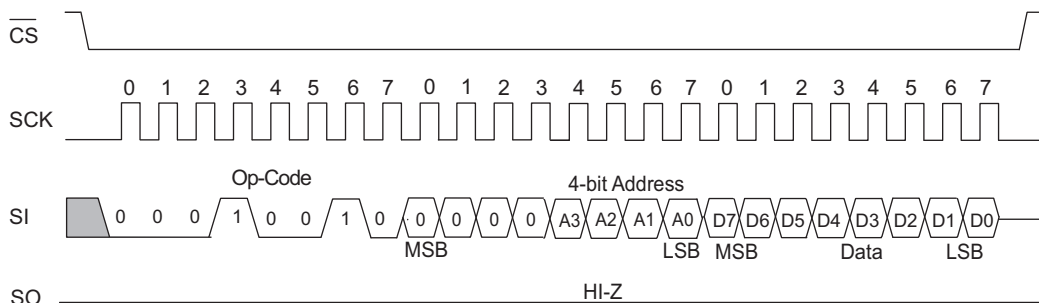 CS
0 1 2 3 4 5 6 7 0 1 2 3 4 5 6 7 0 1 2 3 4 5 6 7
SCK
Op-Code 4-bit Address
SI 0 0 0 1 0 0 1 0 0 0 0 0 A3 A2 A1 A0 D7 D6 D5 D4 D3 D2 D1 D0
MSB LSB MSB Data LSB
HI-Z
SO